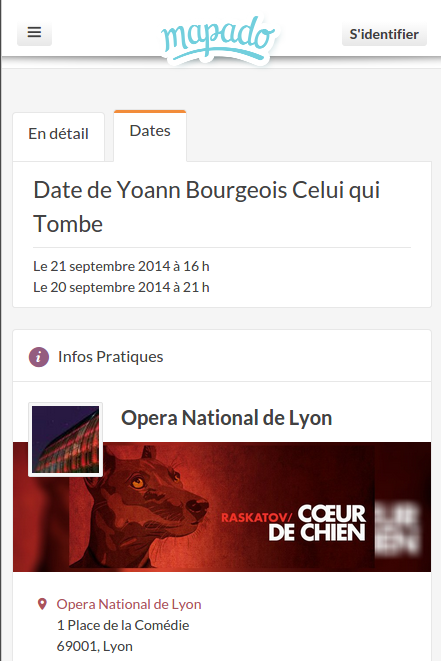 mapado
S'identifier
En détail
Dates
Date de Yoann Bourgeois Celui qui
Tombe
Le 21 septembre 2014 à 16 h
Le 20 septembre 2014 à 21 h
i Infos Pratiques
Opera National de Lyon
RASKATOV/ CŒUR
DE CHIEN
Opera National de Lyon
1 Place de la Comédie
69001, Lyon